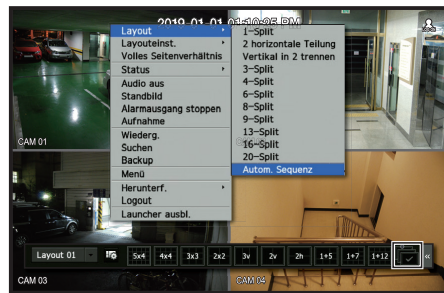 2019-01-01 01:10:25 PM
Layout
Layouteinst.
Volles Seitenverhältnis
Status
Audio aus
Standbild
Alarmausgang stoppen
Aufnahme
Wiederg.
Suchen
Backup
Menü
Herunterf.
Logout
Launcher ausbl.
1-Split
2 horizontale Teilung
Vertikal in 2 trennen
3-Split
4-Split
6-Split
8-Split
9-Split
13-Split
16-Split
20-Split
Autom. Sequenz
CAM 01
Layout 01 5x4 4x4 3x3 2x2 3v 2v 2h 1+5 1+7 1+12 «
CAM 03 CAM 04